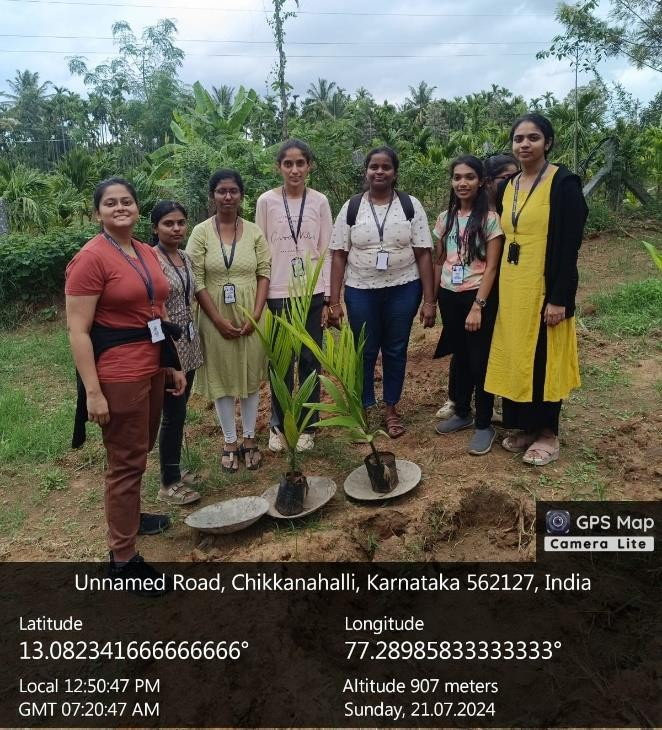 GPS Map
Camera Lite
Unnamed Road, Chikkanahalli, Karnataka 562127, India
Latitude
13.082341666666666°
Longitude
77.28985833333333°
Local 12:50:47 PM
GMT 07:20:47 AM
Altitude 907 meters
Sunday, 21.07.2024